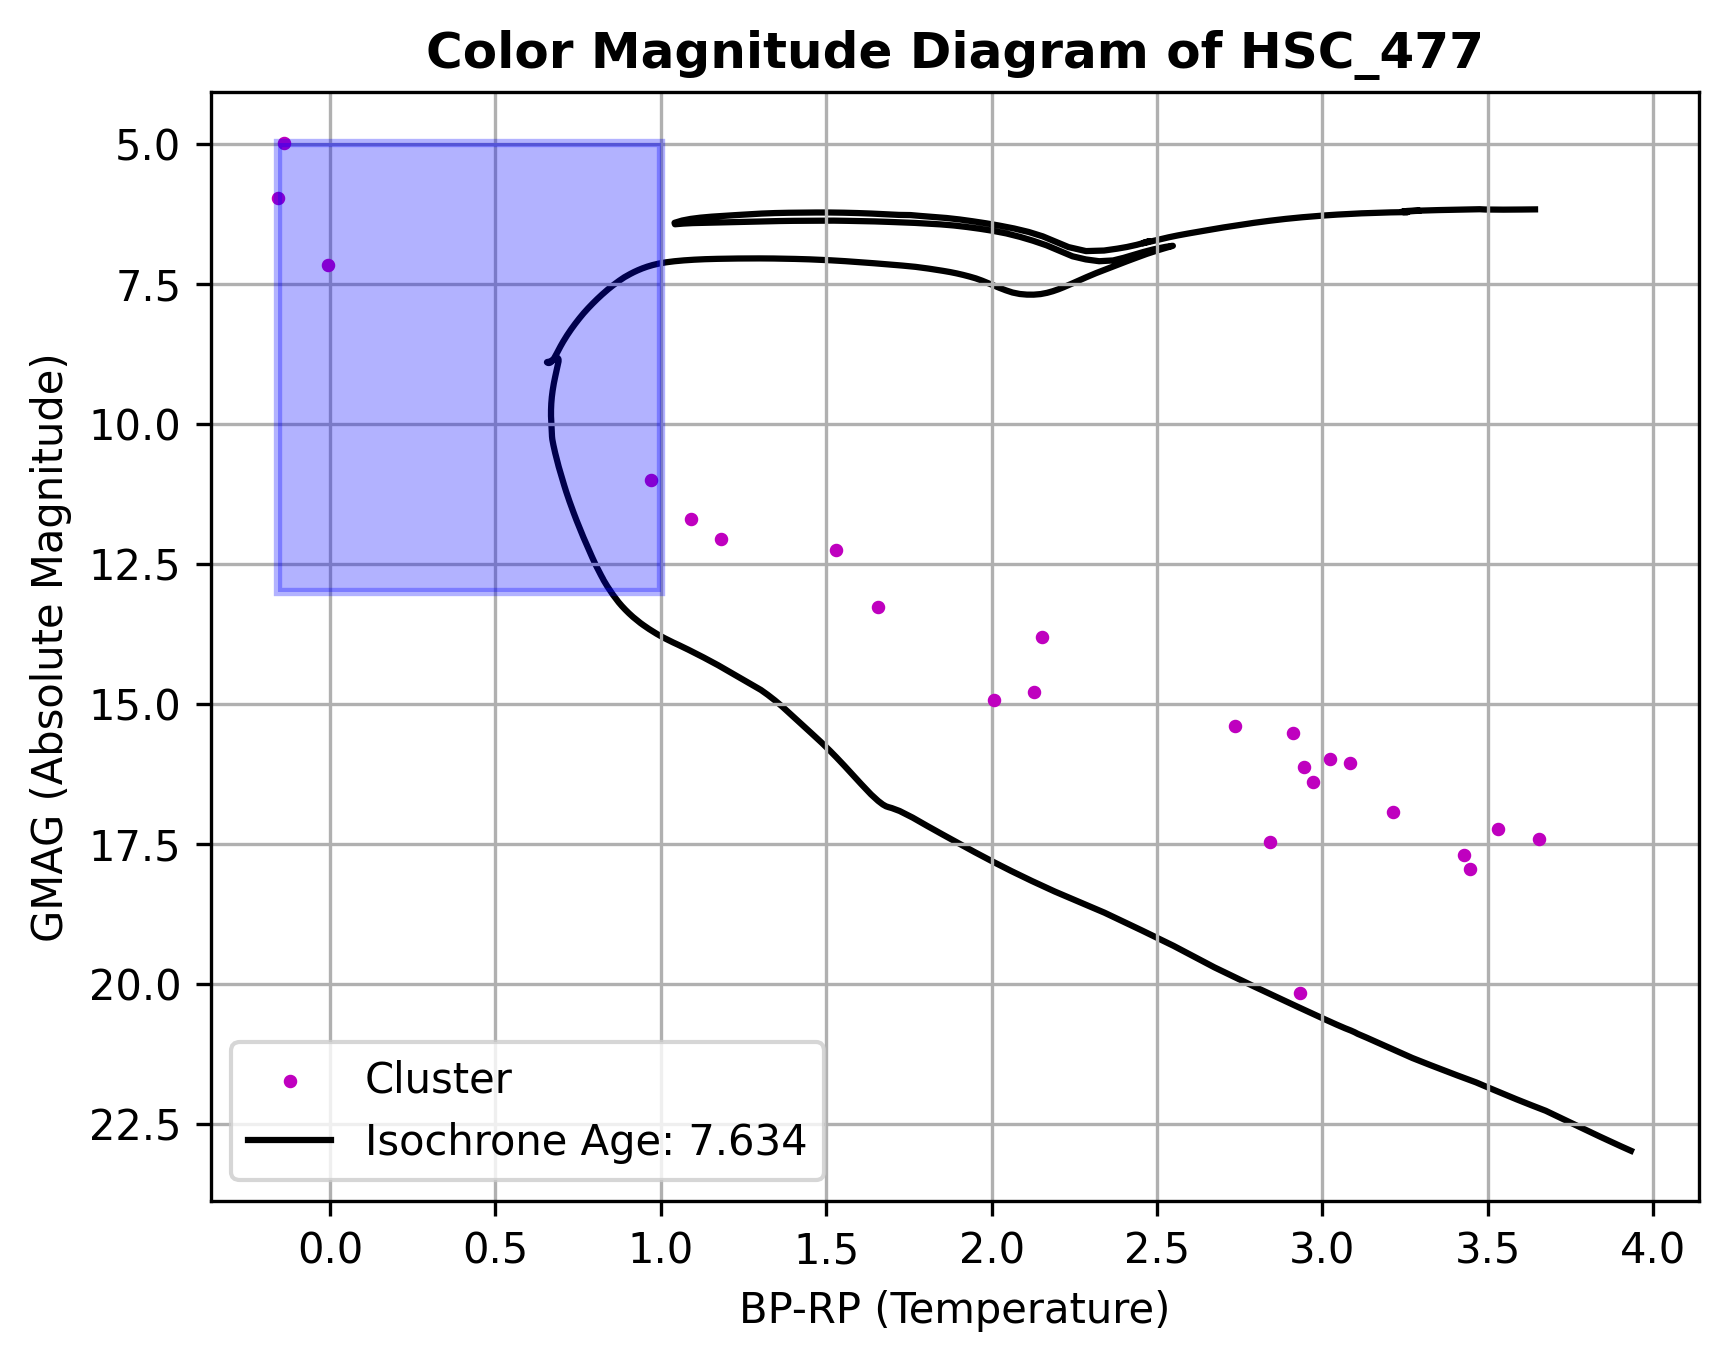 Color Magnitude Diagram of HSC_477
5.0
7.5
10.0
12.5
15.0
17.5
20.0
22.5
GMAG (Absolute Magnitude)
Cluster
Isochrone Age: 7.634
0.0 0.5 1.0 1.5 2.0 2.5 3.0 3.5 4.0
BP-RP (Temperature)